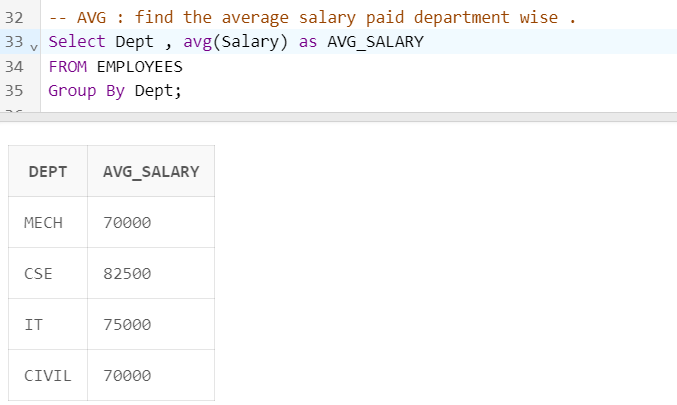 32 -- AVG : find the average salary paid department wise .
33 Select Dept , avg(Salary) as AVG_SALARY
34 FROM EMPLOYEES
35 Group By Dept;
DEPT AVG_SALARY
MECH 70000
CSE 82500
IT 75000
CIVIL 70000